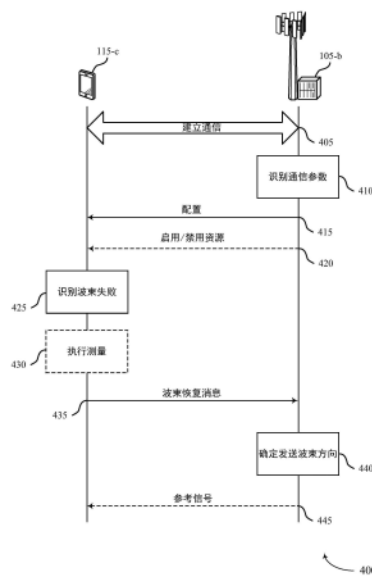 115-c
105-b
建立通信
405
识别通信参数
410
配置
415
启用/禁用资源
420
识别波束失败
425
执行测量
430
波束恢复消息
435
确定发送波束方向
440
参考信号
445
400